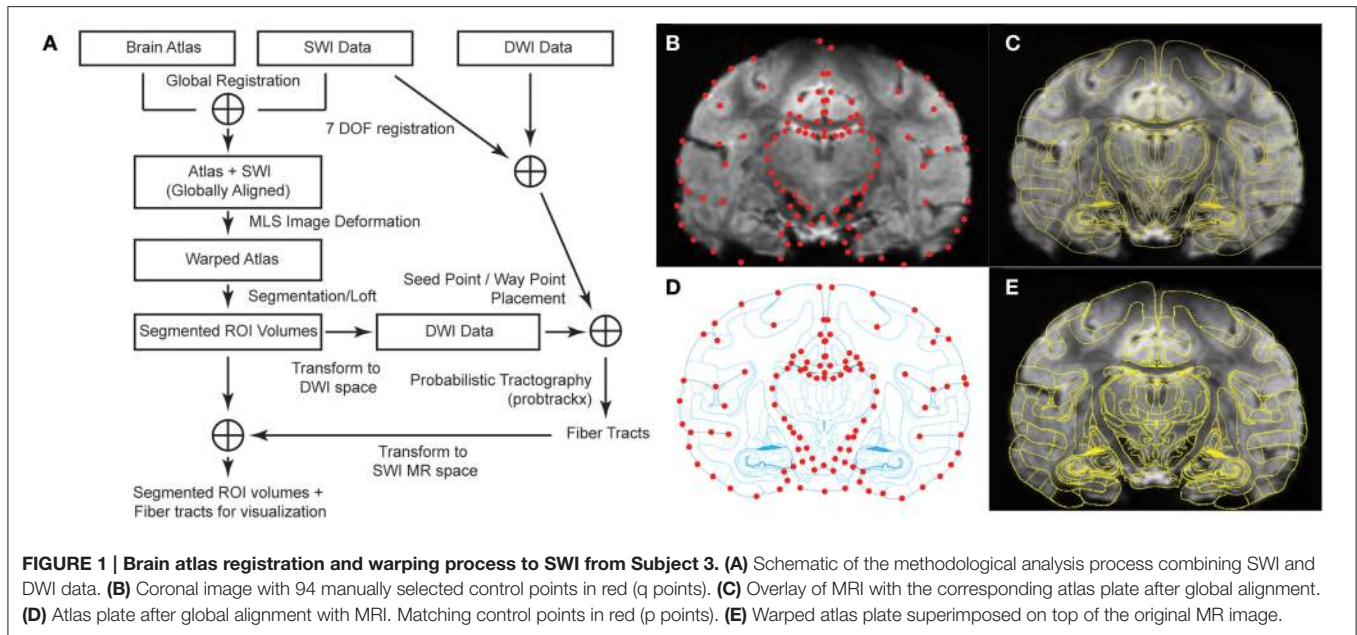 A
Brain Atlas
SWI Data
DWI Data
Global Registration
7 DOF registration
Atlas + SWI
(Globally Aligned)
MLS Image Deformation
Warped Atlas
Segmentation/Loft
Seed Point / Way Point
Placement
Segmented ROI Volumes
DWI Data
Transform to
DWI space
Probabilistic Tractography
(probtrackx)
Fiber Tracts
Transform to
SWI MR space
Segmented ROI volumes +
Fiber tracts for visualization
B
C
D
E
FIGURE 1 | Brain atlas registration and warping process to SWI from Subject 3. (A) Schematic of the methodological analysis process combining SWI and
DWI data. (B) Coronal image with 94 manually selected control points in red (q points). (C) Overlay of MRI with the corresponding atlas plate after global alignment.
(D) Atlas plate after global alignment with MRI. Matching control points in red (p points). (E) Warped atlas plate superimposed on top of the original MR image.